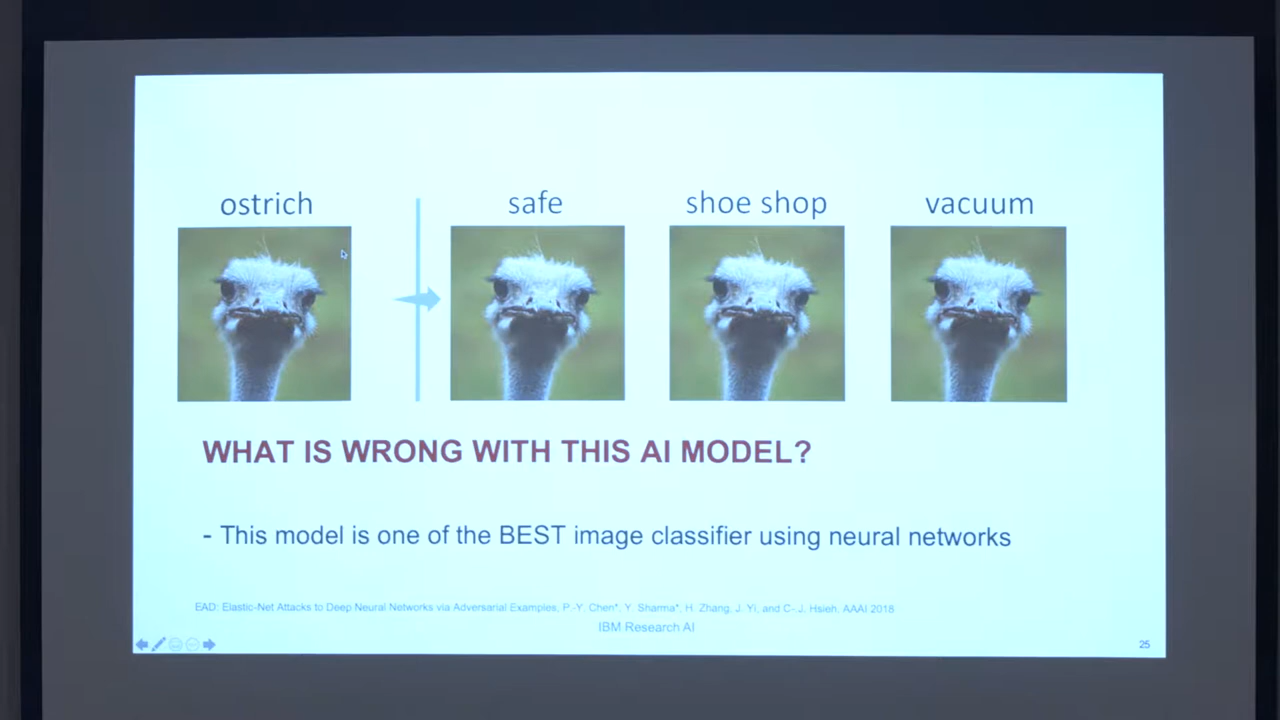 ostrich
safe
shoe shop
vacuum
WHAT IS WRONG WITH THIS AI MODEL?
- This model is one of the BEST image classifier using neural networks
EAD: Elastic-Net Attacks to Deep Neural Networks via Adversarial Examples, P.-Y. Chen*, Y. Sharma*, H. Zhang, J. Yi, and C-. J. Hsieh, AAAI 2018
IBM Research AI
25